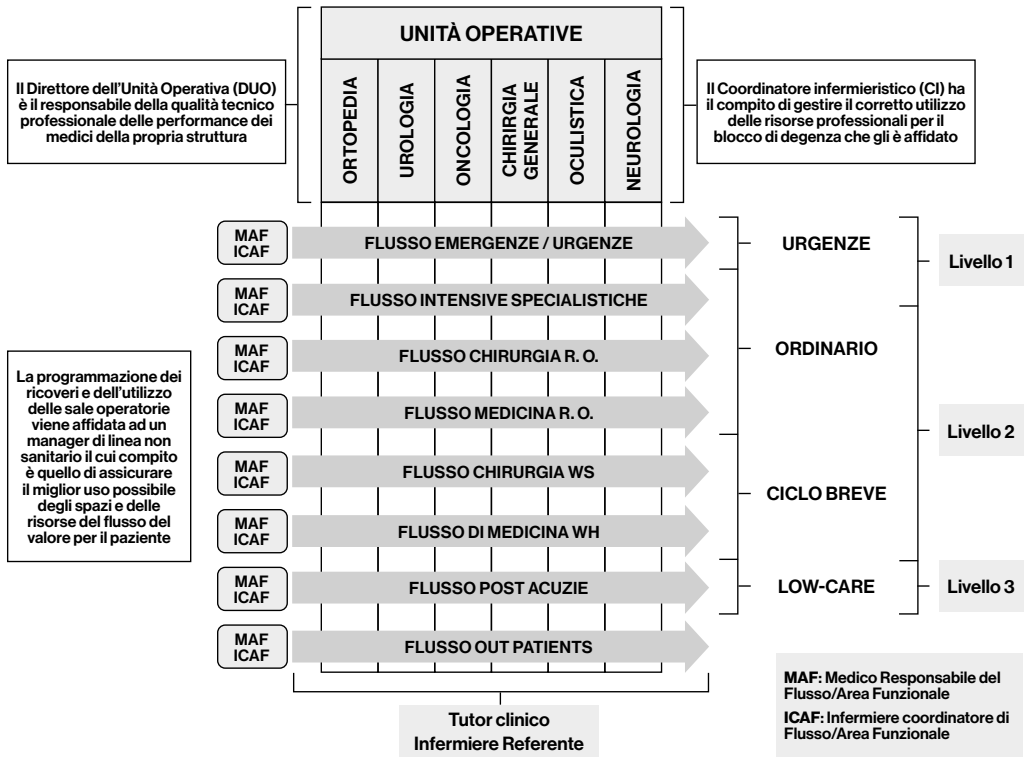 UNITÀ OPERATIVE
Il Direttore dell'Unità Operativa (DUO)
è il responsabile della qualità tecnico
professionale delle performance dei
medici della propria struttura
ORTOPEDIA
UROLOGIA
ONCOLOGIA
CHIRIRGIA
GENERALE
OCULISTICA
NEUROLOGIA
Il Coordinatore infermieristico (CI) ha
il compito di gestire il corretto utilizzo
delle risorse professionali per il
blocco di degenza che gli è affidato
MAF
ICAF
FLUSSO EMERGENZE / URGENZE
MAF
ICAF
FLUSSO INTENSIVE SPECIALISTICHE
MAF
ICAF
FLUSSO CHIRURGIA R. O.
MAF
ICAF
FLUSSO MEDICINA R. O.
MAF
ICAF
FLUSSO CHIRURGIA WS
MAF
ICAF
FLUSSO DI MEDICINA WH
MAF
ICAF
FLUSSO POST ACUZIE
MAF
ICAF
FLUSSO OUT PATIENTS
La programmazione dei
ricoveri e dell'utilizzo
delle sale operatorie
viene affidata ad un
manager di linea non
sanitario il cui compito
è quello di assicurare
il miglior uso possibile
degli spazi e delle
risorse del flusso del
valore per il paziente
URGENZE
ORDINARIO
CICLO BREVE
LOW-CARE
Livello 1
Livello 2
Livello 3
Tutor clinico
Infermiere Referente
MAF: Medico Responsabile del
Flusso/Area Funzionale
ICAF: Infermiere coordinatore di
Flusso/Area Funzionale